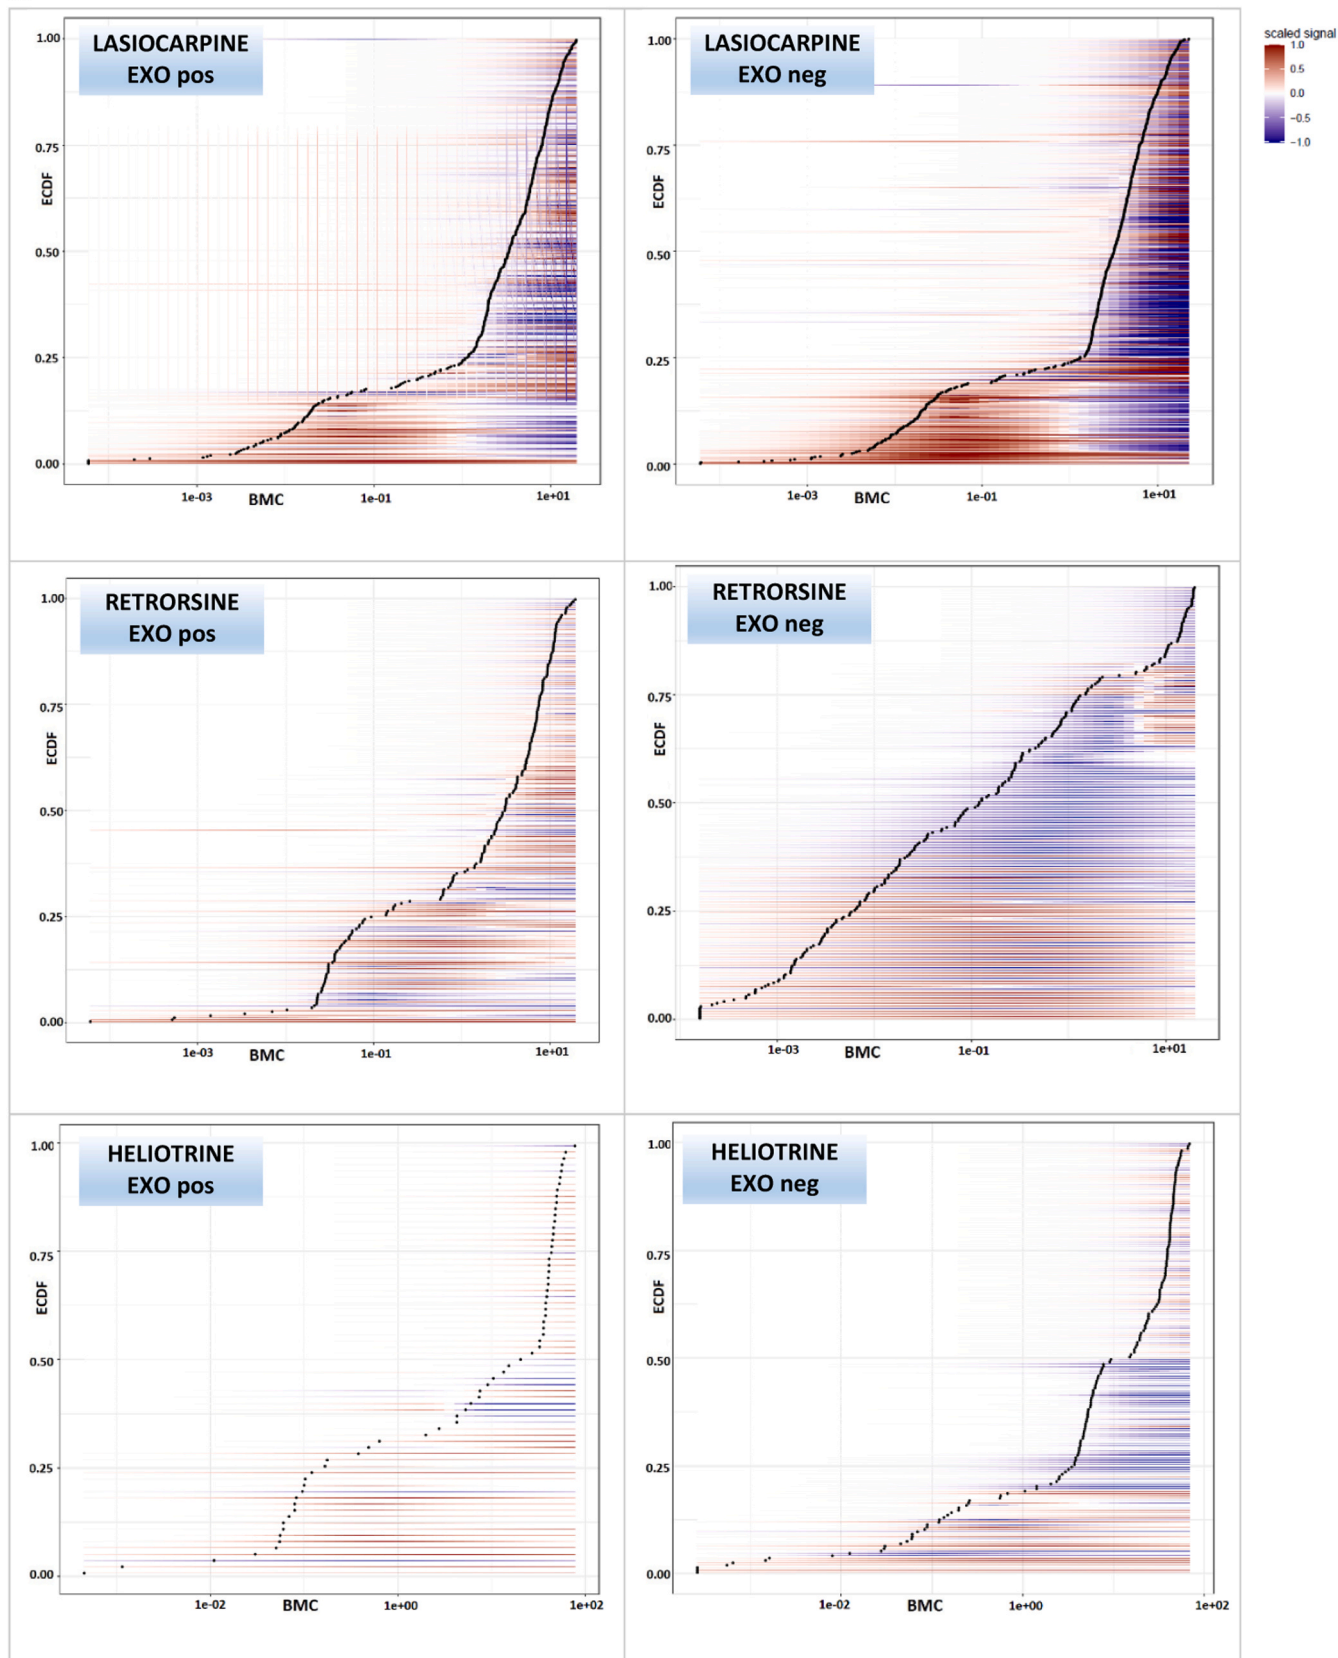 LASIOCARPINE
EXO pos
1.00
0.75
0.50
0.25
0.00
ECDF
1e-03
1e-01
1e+01
BMC
LASIOCARPINE
EXO neg
1.00
0.75
0.50
0.25
0.00
ECDF
1e-03
1e-01
1e+01
BMC
scaled signal
1.0
0.5
0.0
-0.5
-1.0
RETRORSINE
EXO pos
1.00
0.75
0.50
0.25
0.00
ECDF
1e-03
1e-01
1e+01
BMC
RETRORSINE
EXO neg
1.00
0.75
0.50
0.25
0.00
ECDF
1e-03
1e-01
1e+01
BMC
HELIOTRINE
EXO pos
1.00
0.75
0.50
0.25
0.00
ECDF
1e-02
1e+00
1e+02
BMC
HELIOTRINE
EXO neg
1.00
0.75
0.50
0.25
0.00
ECDF
1e-02
1e+00
1e+02
BMC